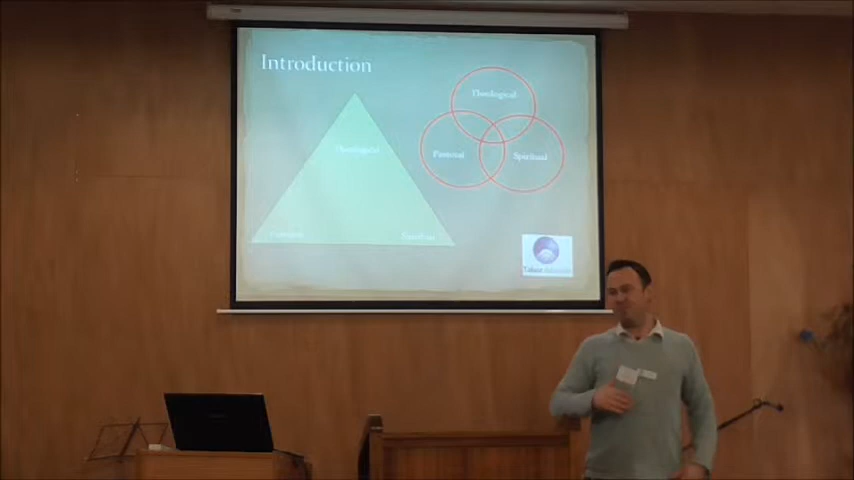 Introduction
Theological
Pastoral
Spiritual
Theological